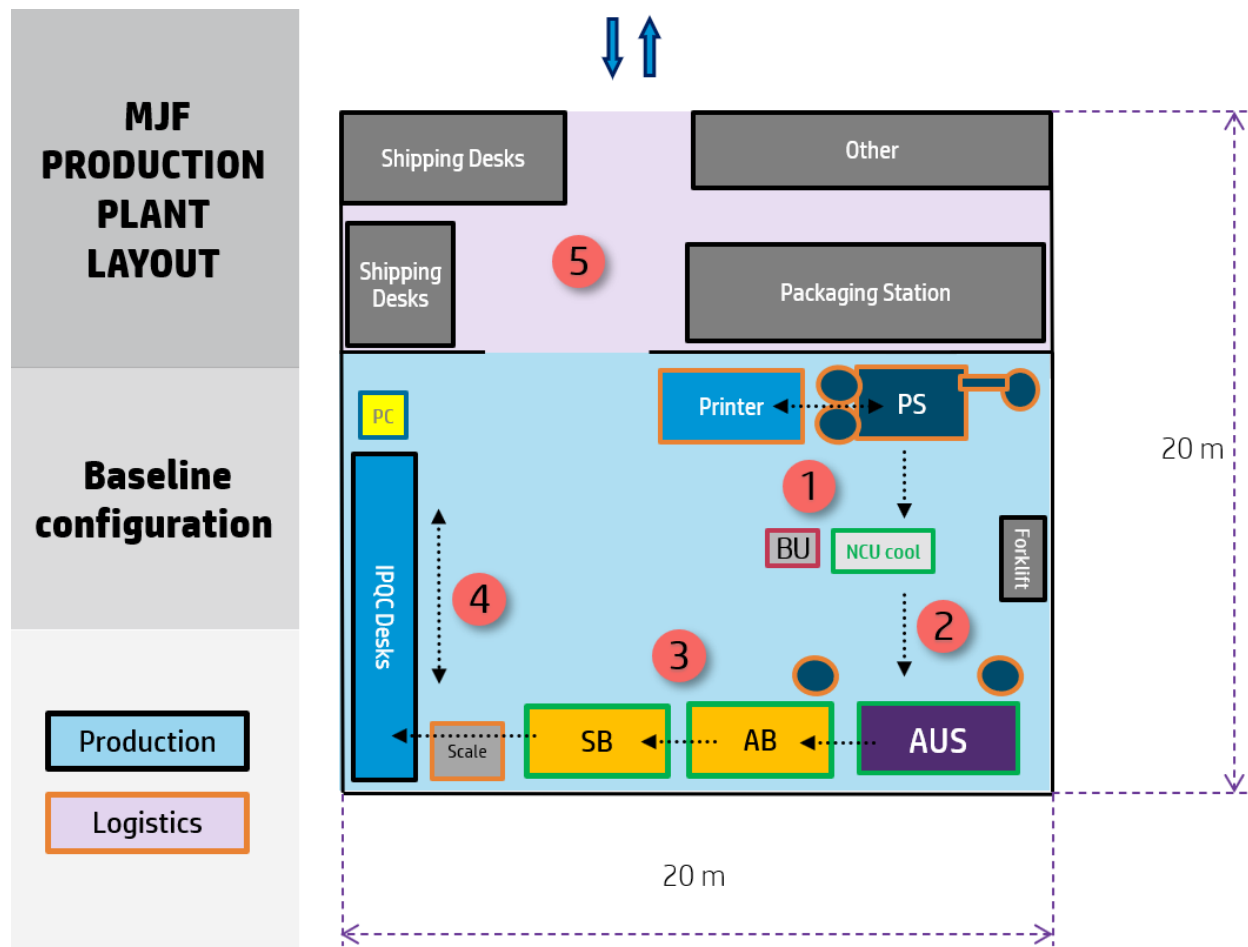 MJF
PRODUCTION
PLANT
LAYOUT
Baseline
configuration
Production
Logistics
Shipping Desks
Other
Shipping
Desks
5
Packaging Station
PC
Printer
PS
1
BU
NCU cool
Forklift
IPQC Desks
4
2
3
Scale
SB
AB
AUS
20 m
20 m